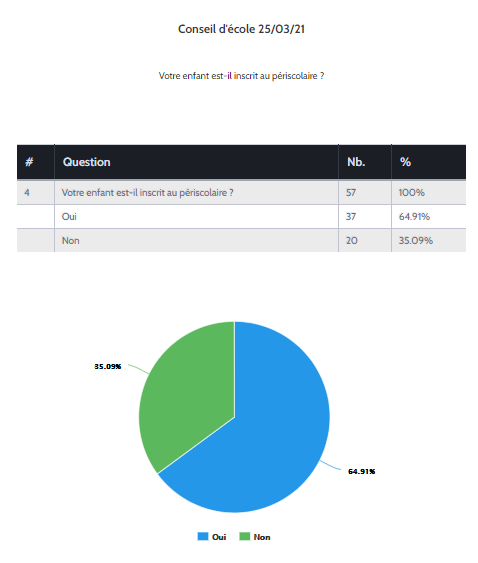 Conseil d'école 25/03/21
Votre enfant est-il inscrit au périscolaire ?
# Question Nb. %
4 Votre enfant est-il inscrit au périscolaire ? 57 100%
Oui 37 64.91%
Non 20 35.09%
35.09%
64.91%
Oui Non